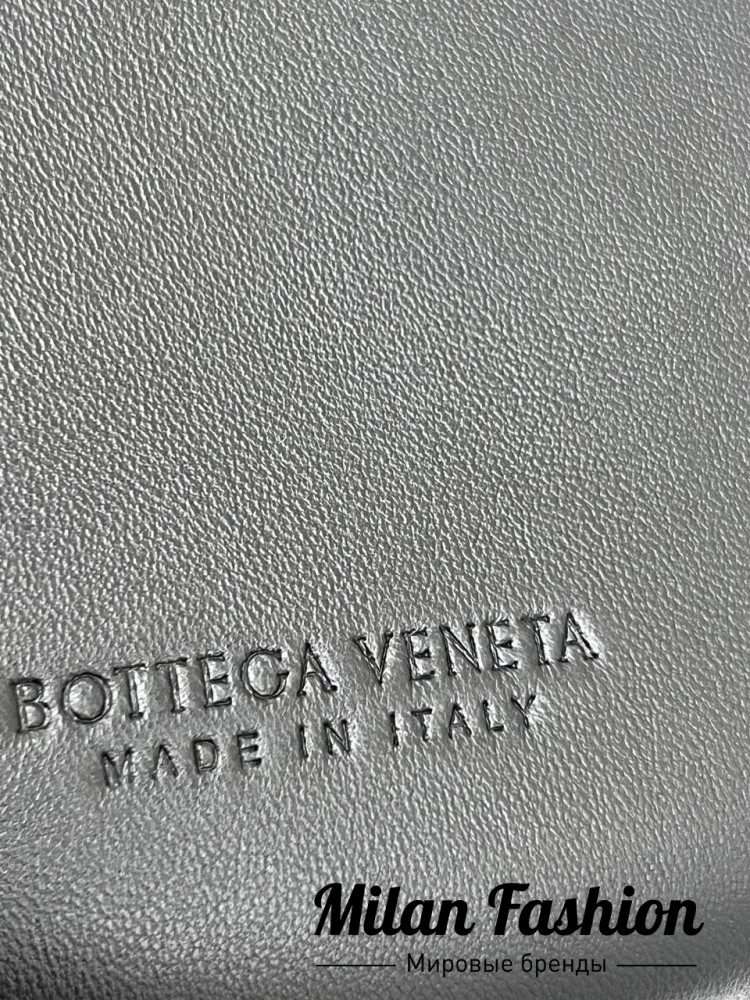 BOTTEGA VENETA
MADE IN ITALY
Milan Fashion
Мировые бренды